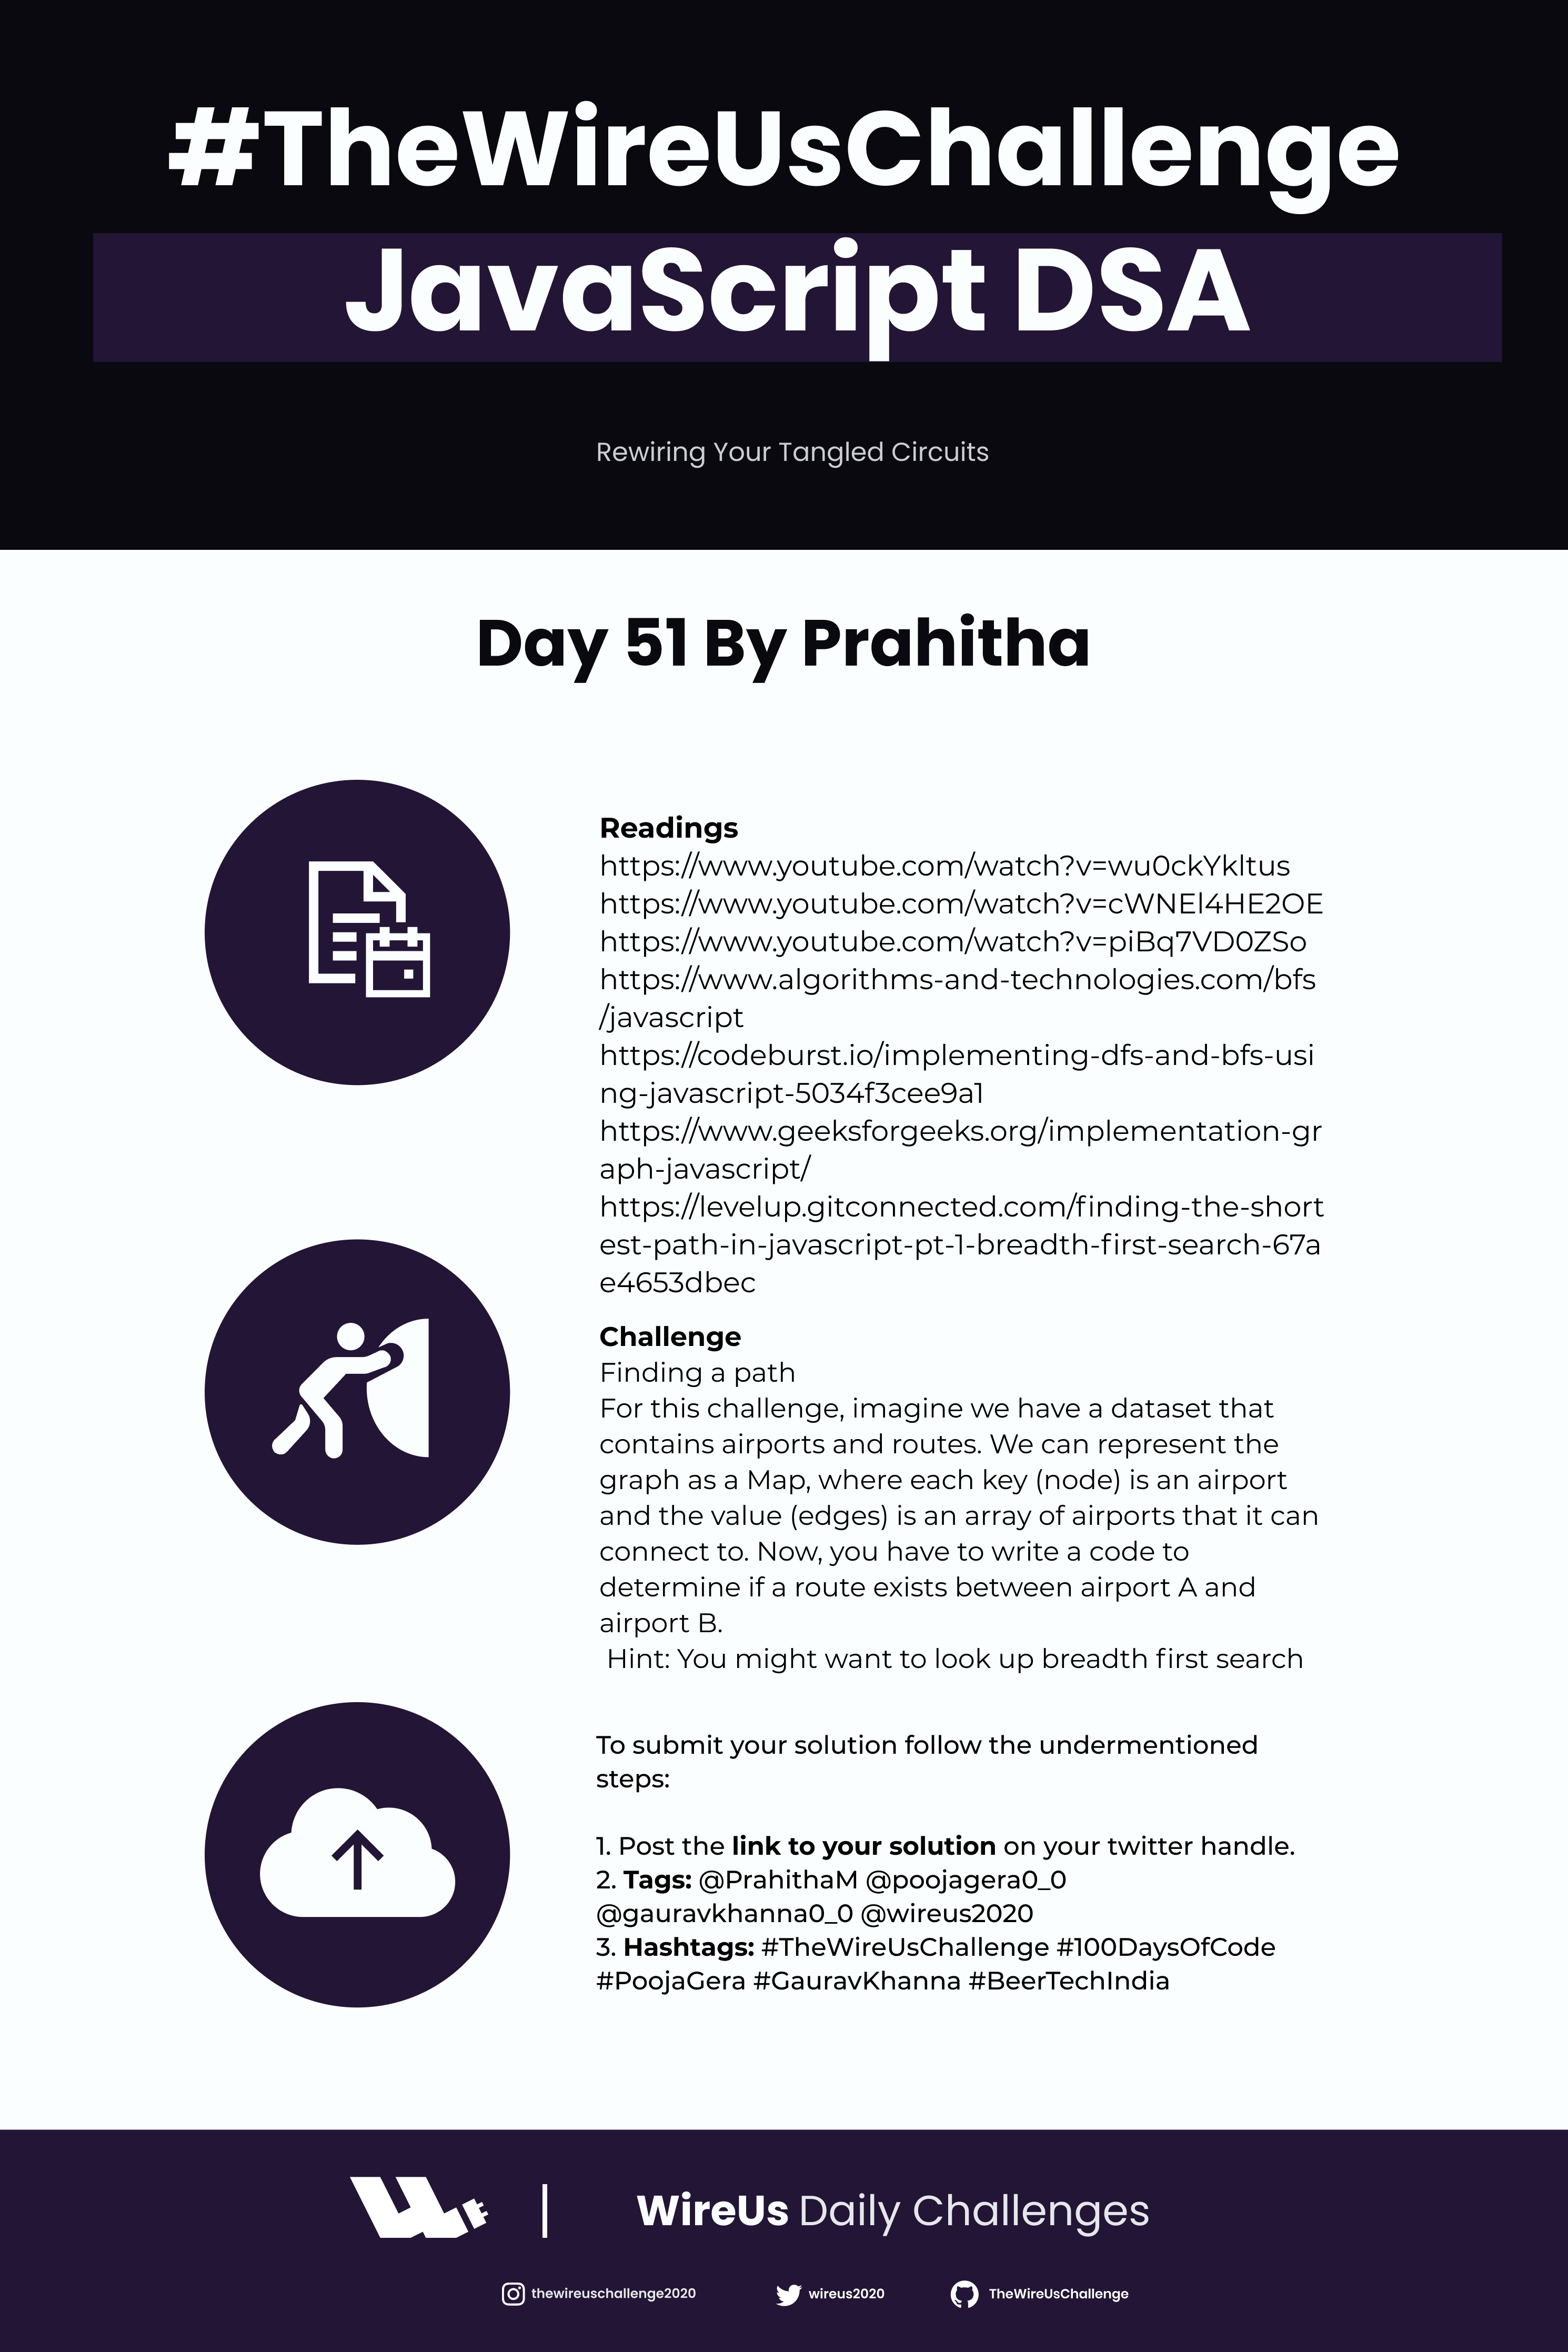 #TheWireUsChallenge
JavaScript DSA
Rewiring Your Tangled Circuits
Day 51 By Prahitha
Readings
https://www.youtube.com/watch?v=wu0ckYkltus
https://www.youtube.com/watch?v=cWNEl4HE2OE
https://www.youtube.com/watch?v=piBq7VD0ZSo
https://www.algorithms-and-technologies.com/bfs
/javascript
https://codeburst.io/implementing-dfs-and-bfs-usi
ng-javascript-5034f3cee9a1
https://www.geeksforgeeks.org/implementation-gr
aph-javascript/
https://levelup.gitconnected.com/finding-the-short
est-path-in-javascript-pt-1-breadth-first-search-67a
e4653dbec
Challenge
Finding a path
For this challenge, imagine we have a dataset that
contains airports and routes. We can represent the
graph as a Map, where each key (node) is an airport
and the value (edges) is an array of airports that it can
connect to. Now, you have to write a code to
determine if a route exists between airport A and
airport B.
Hint: You might want to look up breadth first search
To submit your solution follow the undermentioned
steps:
1. Post the link to your solution on your twitter handle.
2. Tags: @PrahithaM @poojagera0_0
@gauravkhanna0_0 @wireus2020
3. Hashtags: #TheWireUsChallenge #100DaysOfCode
#PoojaGera #GauravKhanna #BeerTechIndia
WireUs Daily Challenges
thewireuschallenge2020
wireus2020
TheWireUsChallenge